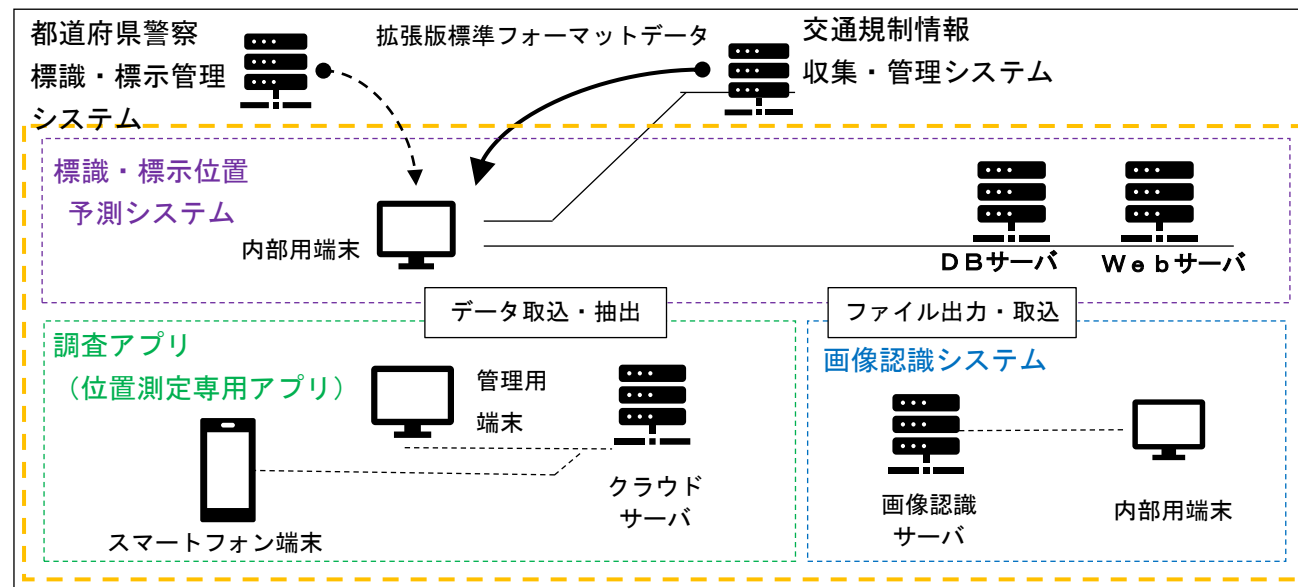 都道府県警察
標識・標示管理
システム
拡張版標準フォーマットデータ
交通規制情報
収集・管理システム
標識・標示位置
予測システム
内部用端末
ＤＢサーバ
Ｗｅｂサーバ
データ取込・抽出
ファイル出力・取込
調査アプリ
（位置測定専用アプリ）
管理用
端末
クラウド
サーバ
スマートフォン端末
画像認識システム
画像認識
サーバ
内部用端末